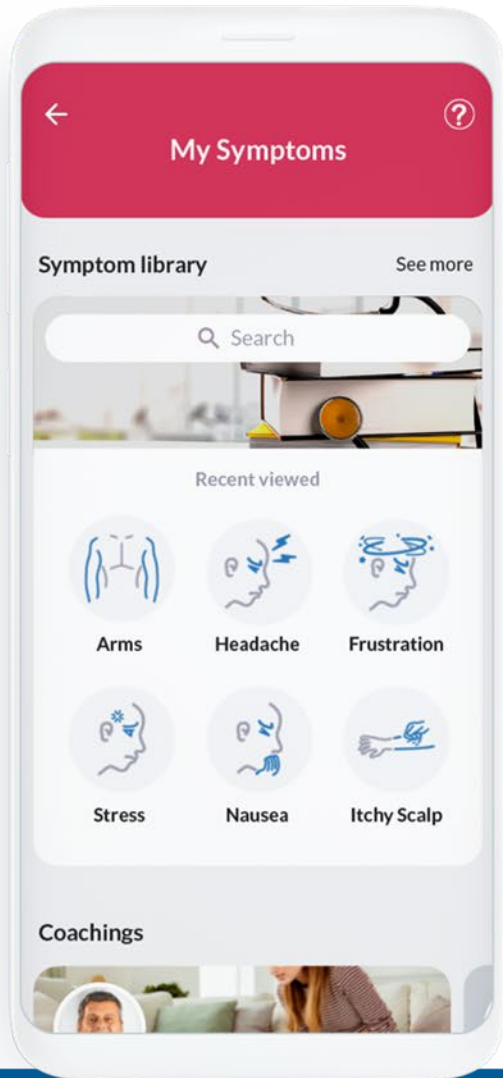 My Symptoms
Symptom library
See more
Search
Recent viewed
Arms
Headache
Frustration
Stress
Nausea
Itchy Scalp
Coachings